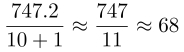 747.2/(10 + 1) ≈ 747/11 ≈ 68